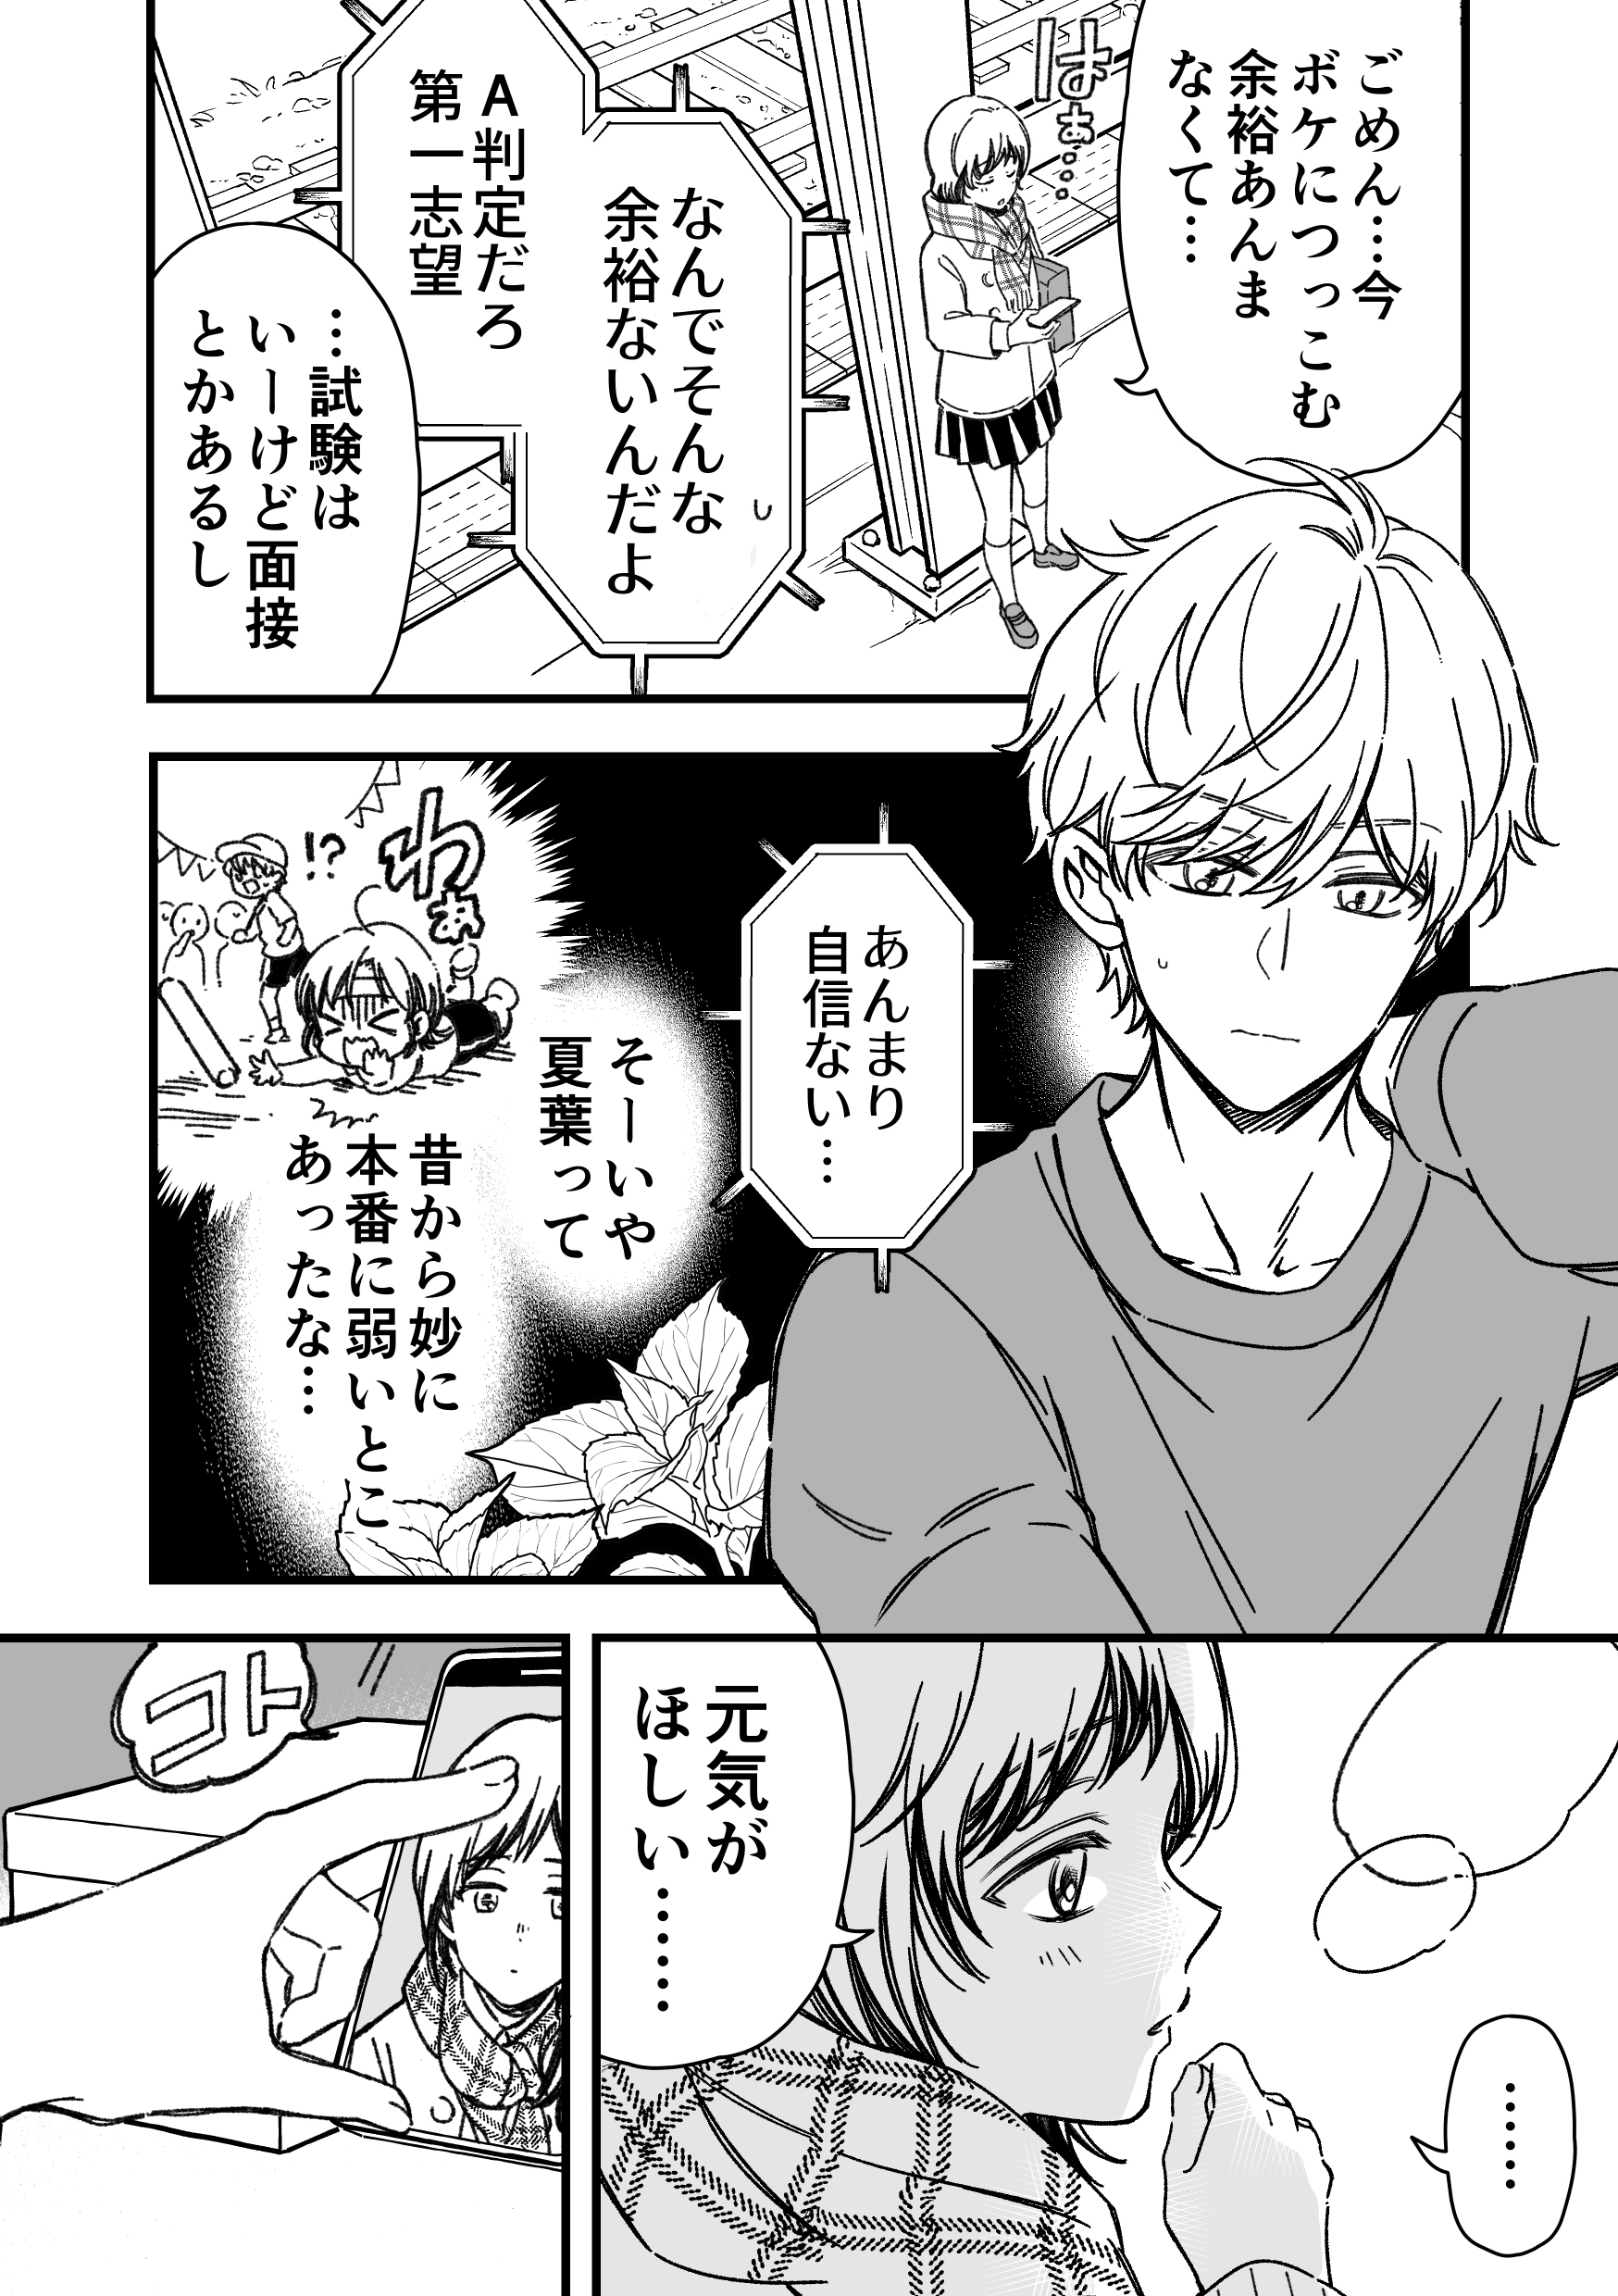 ごめん…今
ボケにつっこむ
余裕あんま
なくて…
はぁ…
なんでそんな
余裕ないんだよ
A判定だろ
第一志望
…試験は
いーけど面接
とかあるし
あんまり
自信ない…
そーいや
夏葉って
わぁ
!?
昔から妙に
本番に弱いとこ
あったな…
……
元気が
ほしい………
コト